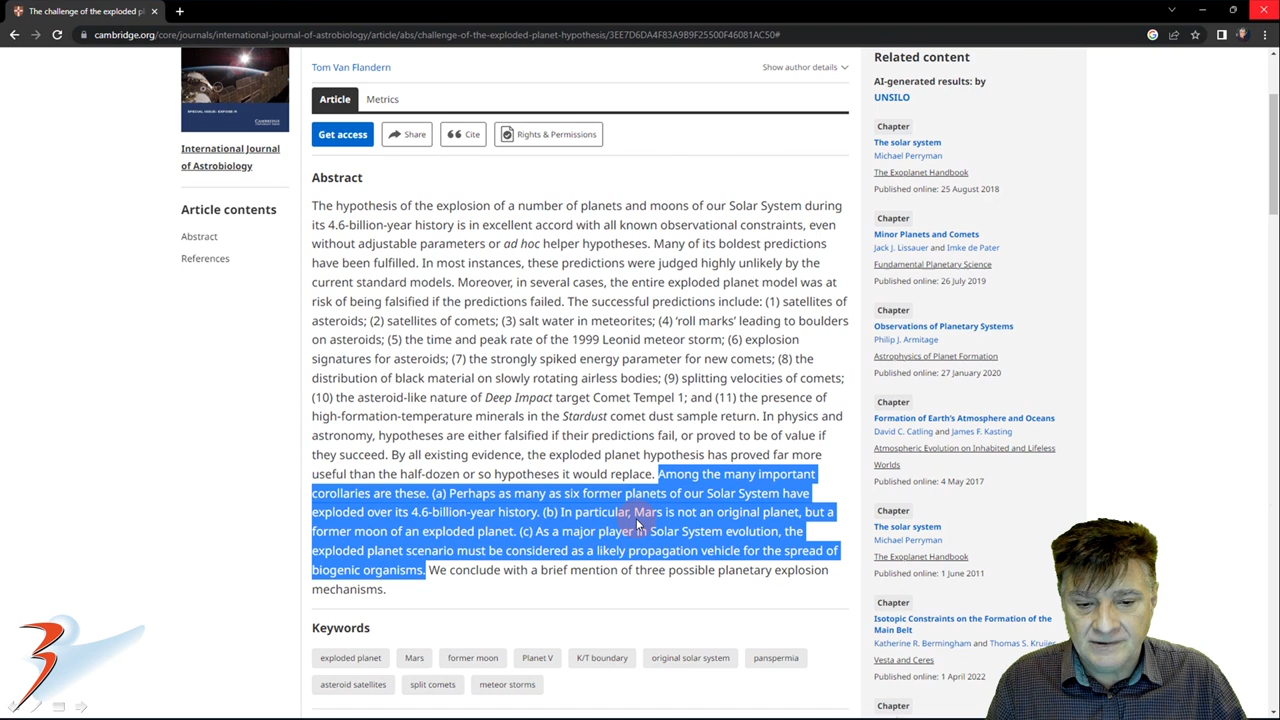 The challenge of the exploded pl
cambridge.org/core/journals/international-journal-of-astrobiology/article/abs/challenge-of-the-exploded-planet-hypothesis/3EE7D6DA4F83A9B9F25500F46081AC50#
SPECIAL ISSUE: EXPOSE-R
CAMBRIDGE
International Journal
of Astrobiology
Article contents
Abstract
References
Tom Van Flandern
Show author details
Article
Metrics
Get access
Share
Cite
Rights & Permissions
Abstract
The hypothesis of the explosion of a number of planets and moons of our Solar System during
its 4.6-billion-year history is in excellent accord with all known observational constraints, even
without adjustable parameters or ad hoc helper hypotheses. Many of its boldest predictions
have been fulfilled. In most instances, these predictions were judged highly unlikely by the
current standard models. Moreover, in several cases, the entire exploded planet model was at
risk of being falsified if the predictions failed. The successful predictions include: (1) satellites of
asteroids; (2) satellites of comets; (3) salt water in meteorites; (4) ‘roll marks’ leading to boulders
on asteroids; (5) the time and peak rate of the 1999 Leonid meteor storm; (6) explosion
signatures for asteroids; (7) the strongly spiked energy parameter for new comets; (8) the
distribution of black material on slowly rotating airless bodies; (9) splitting velocities of comets;
(10) the asteroid-like nature of Deep Impact target Comet Tempel 1; and (11) the presence of
high-formation-temperature minerals in the Stardust comet dust sample return. In physics and
astronomy, hypotheses are either falsified if their predictions fail, or proved to be of value if
they succeed. By all existing evidence, the exploded planet hypothesis has proved far more
useful than the half-dozen or so hypotheses it would replace. Among the many important
corollaries are these. (a) Perhaps as many as six former planets of our Solar System have
exploded over its 4.6-billion-year history. (b) In particular, Mars is not an original planet, but a
former moon of an exploded planet. (c) As a major player in Solar System evolution, the
exploded planet scenario must be considered as a likely propagation vehicle for the spread of
biogenic organisms. We conclude with a brief mention of three possible planetary explosion
mechanisms.
Keywords
exploded planet
Mars
former moon
Planet V
K/T boundary
original solar system
panspermia
asteroid satellites
split comets
meteor storms
Related content
AI-generated results: by
UNSILO
Chapter
The solar system
Michael Perryman
The Exoplanet Handbook
Published online: 25 August 2018
Chapter
Minor Planets and Comets
Jack J. Lissauer and Imke de Pater
Fundamental Planetary Science
Published online: 26 July 2019
Chapter
Observations of Planetary Systems
Philip J. Armitage
Astrophysics of Planet Formation
Published online: 27 January 2020
Chapter
Formation of Earth’s Atmosphere and Oceans
David C. Catling and James F. Kasting
Atmospheric Evolution on Inhabited and Lifeless
Worlds
Published online: 4 May 2017
Chapter
The solar system
Michael Perryman
The Exoplanet Handbook
Published online: 1 June 2011
Chapter
Isotopic Constraints on the Formation of the
Main Belt
Katherine R. Bermingham and Thomas S. Kruijer
Vesta and Ceres
Published online: 1 April 2022
Chapter